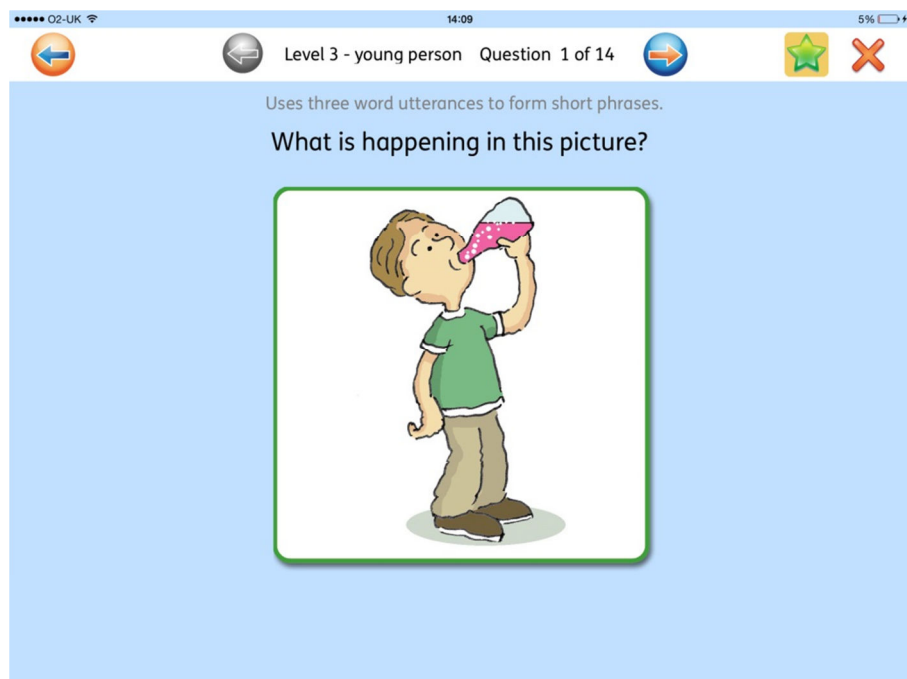 O2-UK 14:09 5%
Level 3 - young person Question 1 of 14
Uses three word utterances to form short phrases.
What is happening in this picture?